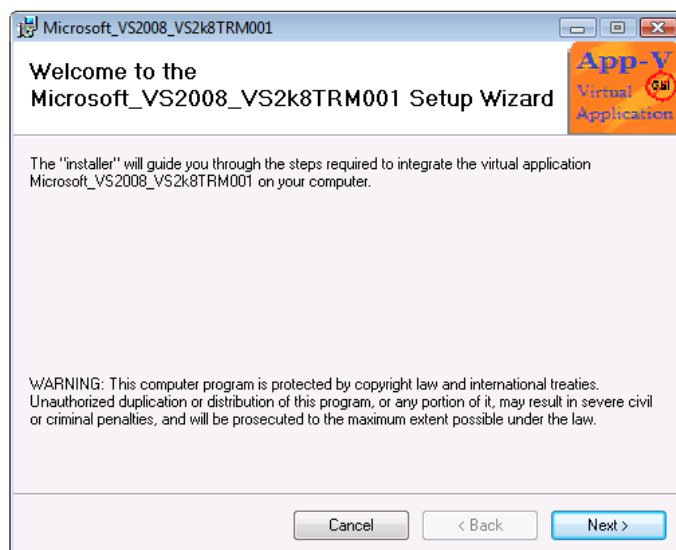 Microsoft_VS2008_VS2k8TRM001
Welcome to the
Microsoft_VS2008_VS2k8TRM001 Setup Wizard
App-V
Virtual
Application
The "installer" will guide you through the steps required to integrate the virtual application
Microsoft_VS2008_VS2k8TRM001 on your computer.
WARNING: This computer program is protected by copyright law and international treaties.
Unauthorized duplication or distribution of this program, or any portion of it, may result in severe civil
or criminal penalties, and will be prosecuted to the maximum extent possible under the law.
Cancel
< Back
Next >